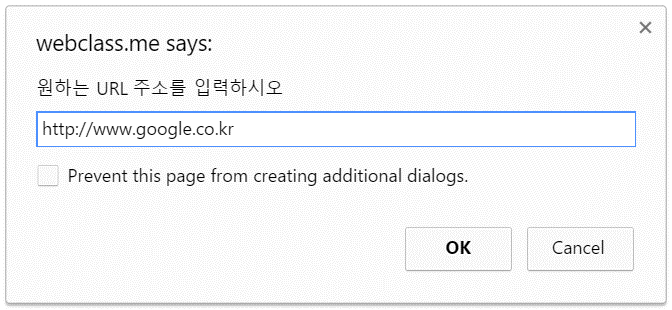 webclass.me says:
원하는 URL 주소를 입력하시오
http://www.google.co.kr
Prevent this page from creating additional dialogs.
OK
Cancel